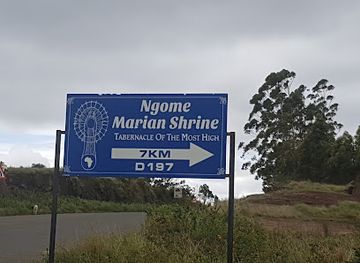 Ngome
Marian Shrine
Tabernacle Of The Most High
7KM
D197